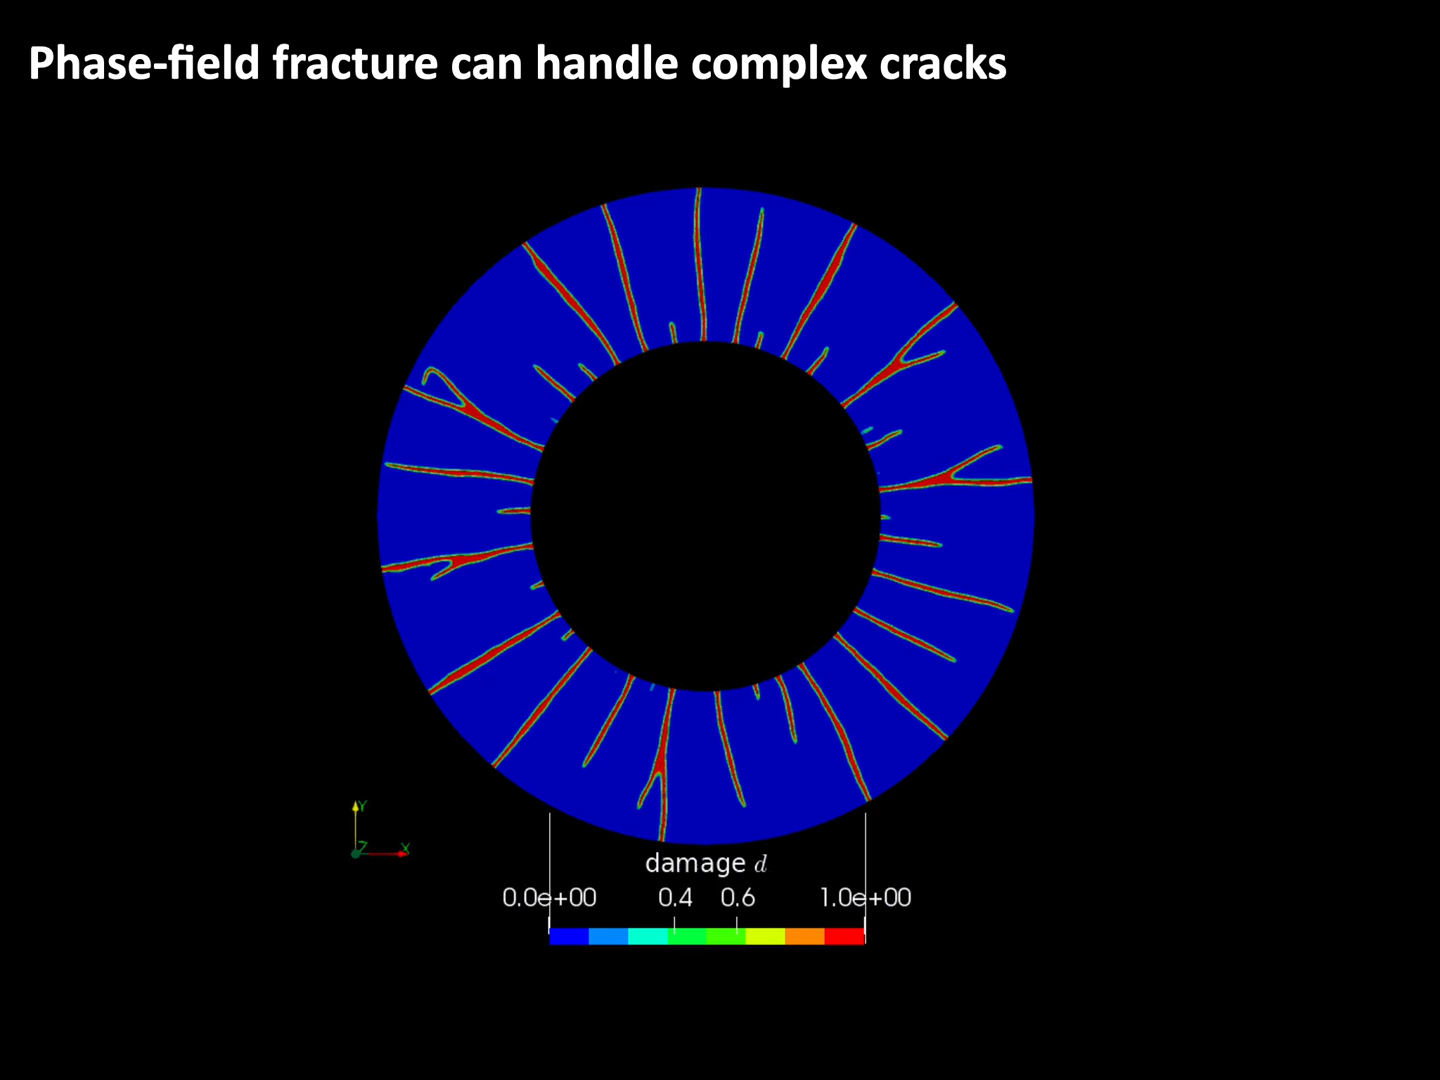 Phase-field fracture can handle complex cracks
Y
Z
X
damage d
0.0e+00 0.4 0.6 1.0e+00